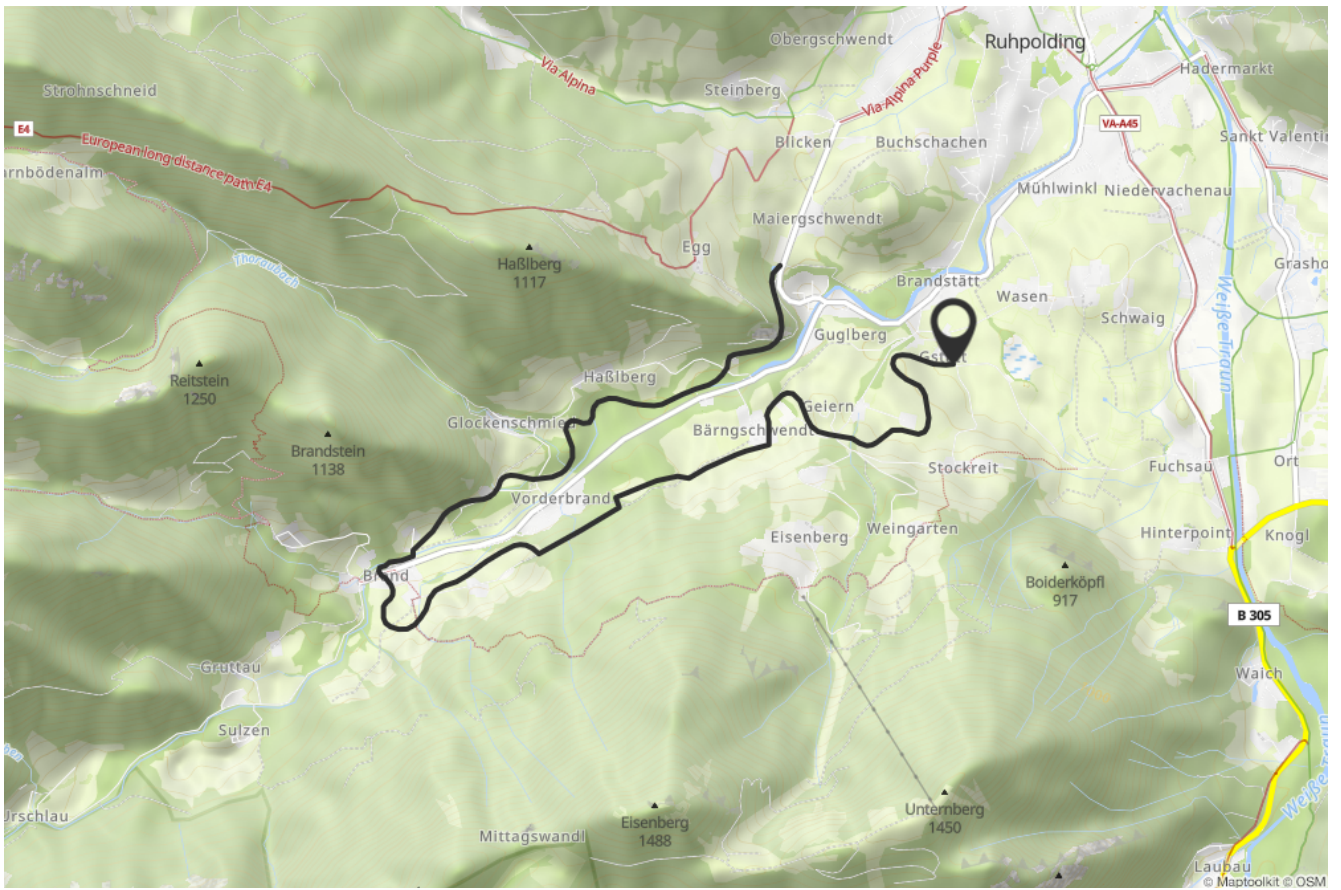 Obergschwendt
Ruhpolding
Hadermarkt
Via Alpina
Steinberg
Via Alpina Purple
Strohnschneid
E4
European long distance path E4
VA-A45
Blicken
Buchschachen
Sankt Valentin
arnbödenalm
Mühlwinkl
Niedervachenau
Maiergschwendt
Egg
Haßlberg
1117
Thoraubach
Brandstätt
Wasen
Grasho
Weiße Traun
Schwaig
Guglberg
Reitstein
1250
Haßlberg
Geiern
Glockenschmied
Bärngschwendt
Brandstein
1138
Stockreit
Fuchsau
Ort
Vorderbrand
Weingarten
Eisenberg
Hinterpoint
Knogl
Brand
Boiderköpfl
917
B 305
Gruttau
Waich
Sulzen
Weiße Traun
Urschlau
Eisenberg
1488
Unternberg
1450
Mittagswandl
Laubau
© Maptoolkit © OSM